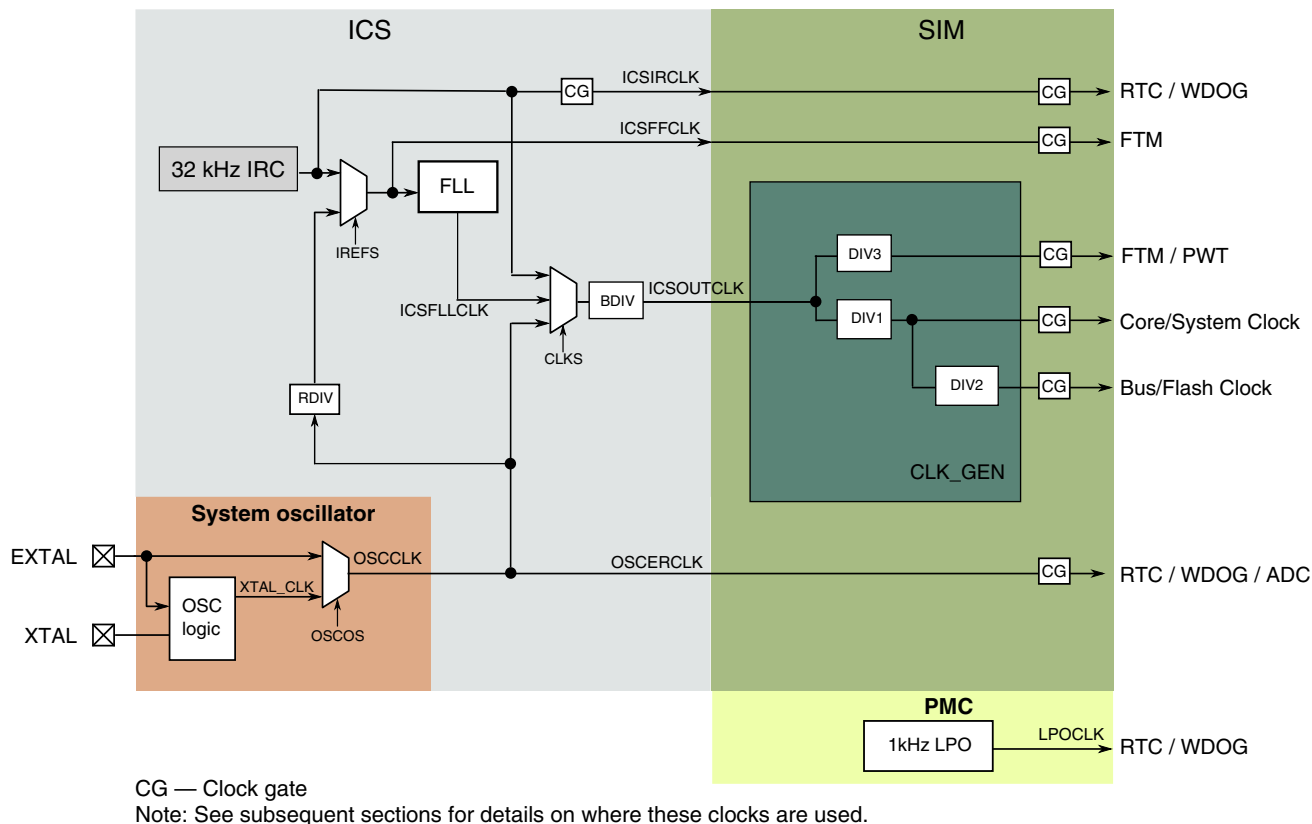 ICS
SIM
ICSIRCLK
CG
CG
RTC / WDOG
ICSFFCLK
CG
FTM
32 kHz IRC
FLL
IREFS
DIV3
CG
FTM / PWT
ICSFLLCLK
BDIV
ICSOUTCLK
DIV1
CG
Core/System Clock
CLKS
RDIV
DIV2
CG
Bus/Flash Clock
CLK_GEN
System oscillator
EXTAL
OSCCLK
OSCERCLK
CG
RTC / WDOG / ADC
XTAL_CLK
OSC
logic
XTAL
OSCOS
PMC
1kHz LPO
LPOCLK
RTC / WDOG
CG — Clock gate
Note: See subsequent sections for details on where these clocks are used.